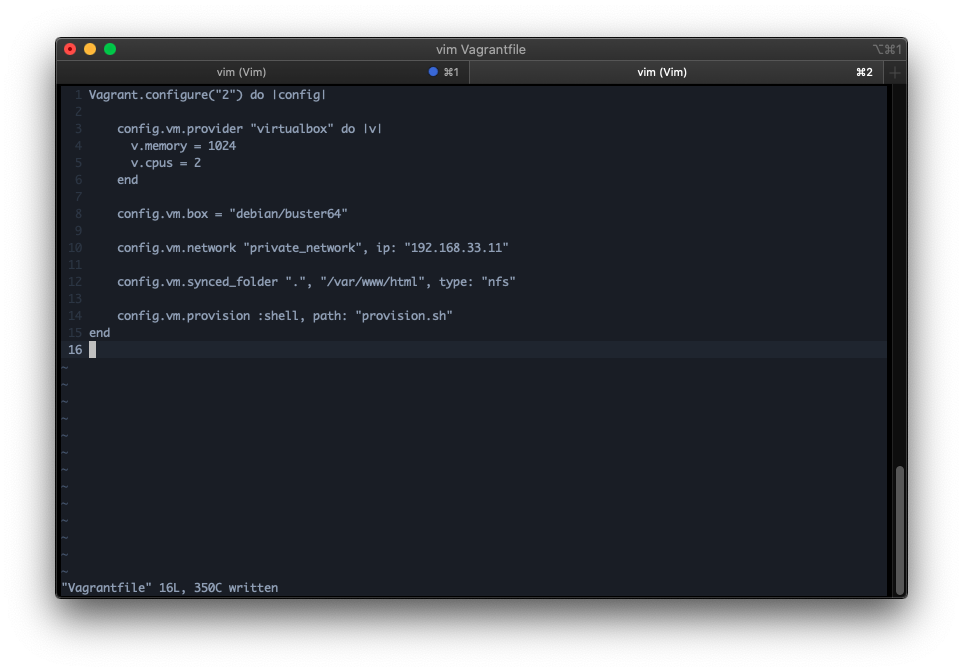 vim Vagrantfile ⌥⌘1
vim (Vim) ⌘1 vim (Vim) ⌘2 +
1 Vagrant.configure("2") do |config|
2
3     config.vm.provider "virtualbox" do |v|
4       v.memory = 1024
5       v.cpus = 2
6     end
7
8     config.vm.box = "debian/buster64"
9
10     config.vm.network "private_network", ip: "192.168.33.11"
11
12     config.vm.synced_folder ".", "/var/www/html", type: "nfs"
13
14     config.vm.provision :shell, path: "provision.sh"
15 end
16
~
~
~
~
~
~
~
~
~
~
~
~
~
"Vagrantfile" 16L, 350C written